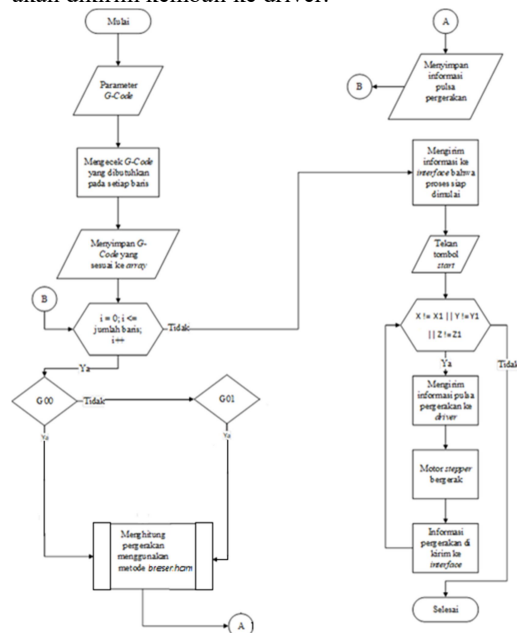 akan dikirim kembali ke driver.
Mulai
Parameter
G-Code
Mengecek G-Code
yang dibutuhkan
pada setiap baris
Menyimpan G-
Code yang
sesuai ke array
B
i = 0; i <=
jumlah baris;
i++
Tidak
Ya
G00
Tidak
G01
Ya
Ya
Menghitung
pergerakan
menggunakan
metode bresenham
A
A
Menyimpan
informasi
pulsa
pergerakan
B
Mengirim
informasi ke
interface bahwa
proses siap
dimulai
Tekan
tombol
start
X != X1 || Y !=Y1
|| Z != Z1
Ya
Tidak
Mengirim
informasi pulsa
pergerakan ke
driver
Motor stepper
bergerak
Informasi
pergerakan di
kirim ke
interface
Selesai